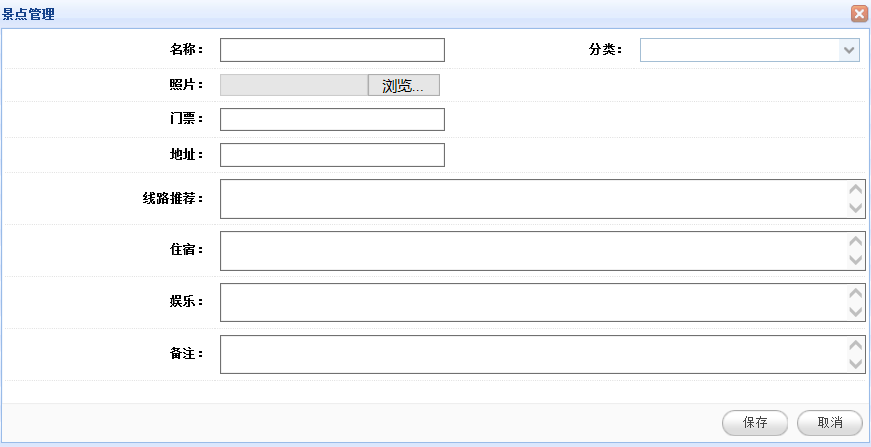 景点管理
名称： 分类：
照片： 浏览...
门票：
地址：
线路推荐：
住宿：
娱乐：
备注：
保存 取消